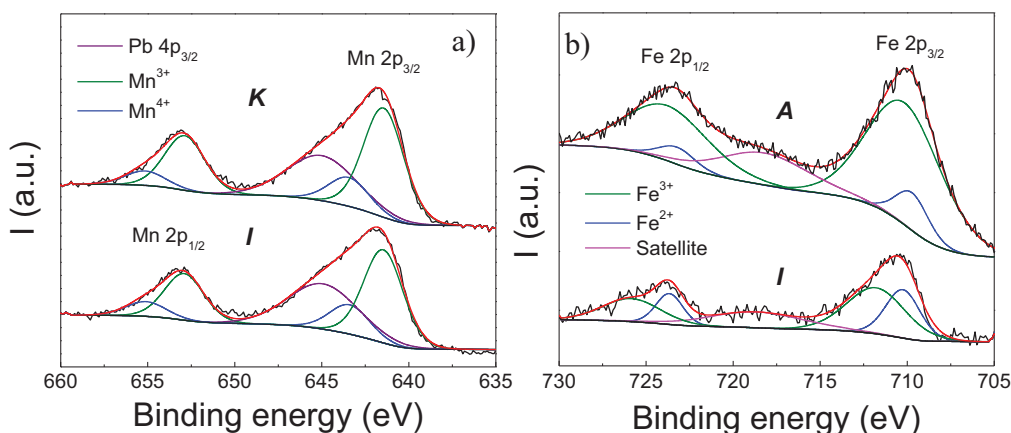 a)
Pb 4p3/2
Mn3+
Mn4+
Mn 2p3/2
K
Mn 2p1/2
I
I (a.u.)
660 655 650 645 640 635
Binding energy (eV)
b)
Fe 2p1/2
Fe 2p3/2
A
Fe3+
Fe2+
Satellite
I
I (a.u.)
730 725 720 715 710 705
Binding energy (eV)